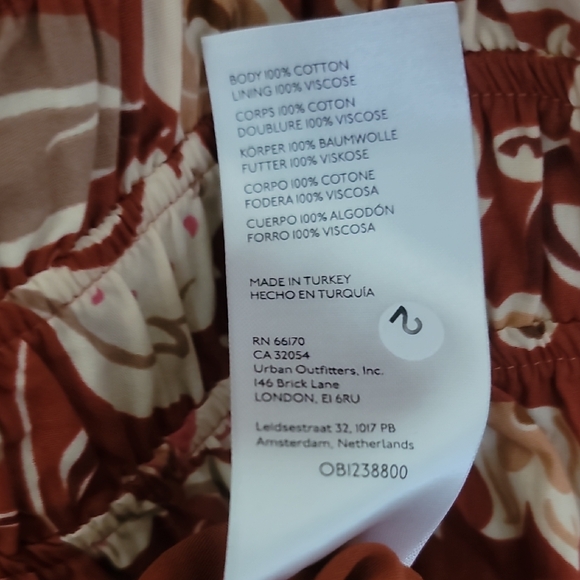 BODY 100% COTTON
LINING 100% VISCOSE
CORPS 100% COTON
DOUBLURE 100% VISCOSE
KÖRPER 100% BAUMWOLLE
FUTTER 100% VISKOSE
CORPO 100% COTONE
FODERA 100% VISCOSA
CUERPO 100% ALGODÓN
FORRO 100% VISCOSA
MADE IN TURKEY
HECHO EN TURQUÍA
2
RN 66170
CA 32054
Urban Outfitters, Inc.
146 Brick Lane
LONDON, E1 6RU
Leidsestraat 32, 1017 PB
Amsterdam, Netherlands
OB1238800